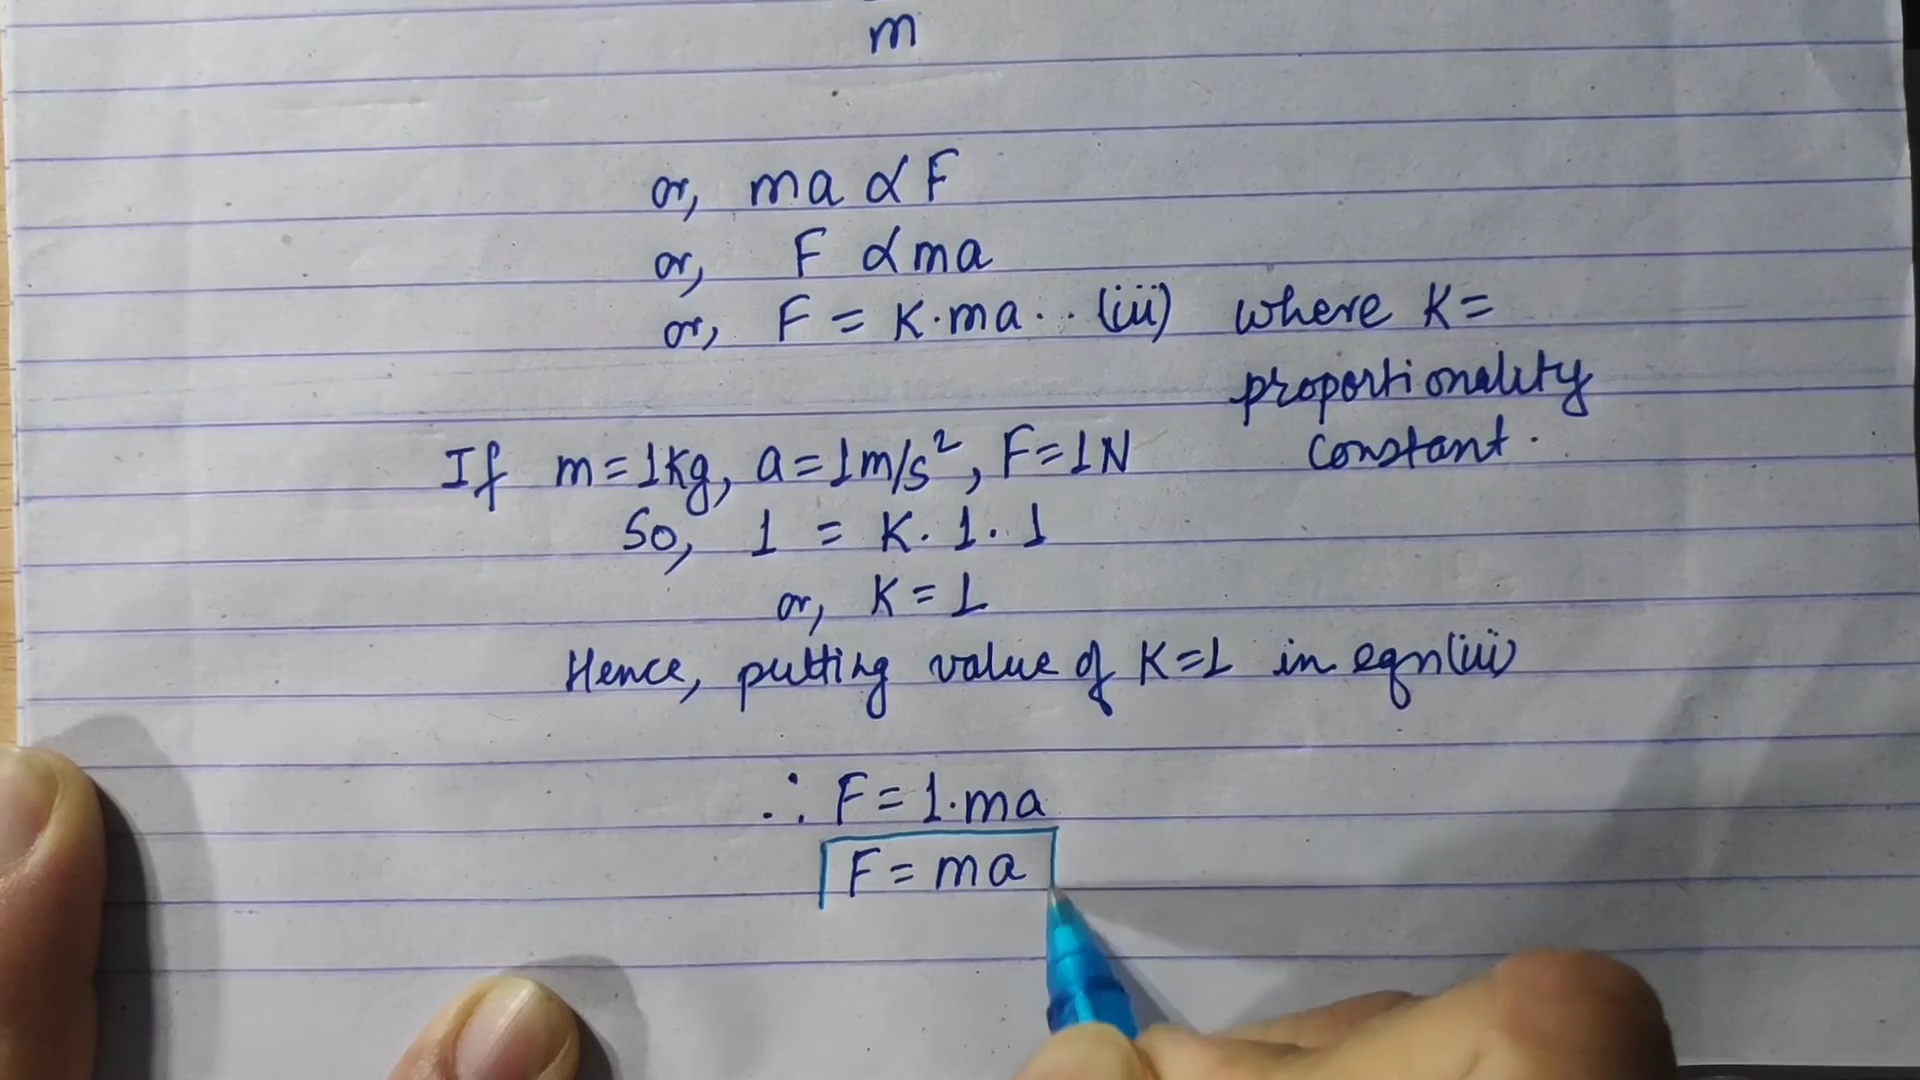 m
or, ma ∝ F
or, F ∝ ma
or, F = K·ma ·· (iii) where K=
proportionality
constant.
If m=1kg, a=1m/s², F=1N
So, 1 = K. 1. 1
or, K=1
Hence, putting value of K=1 in eqn(iii)
∴ F=1·ma
F= ma